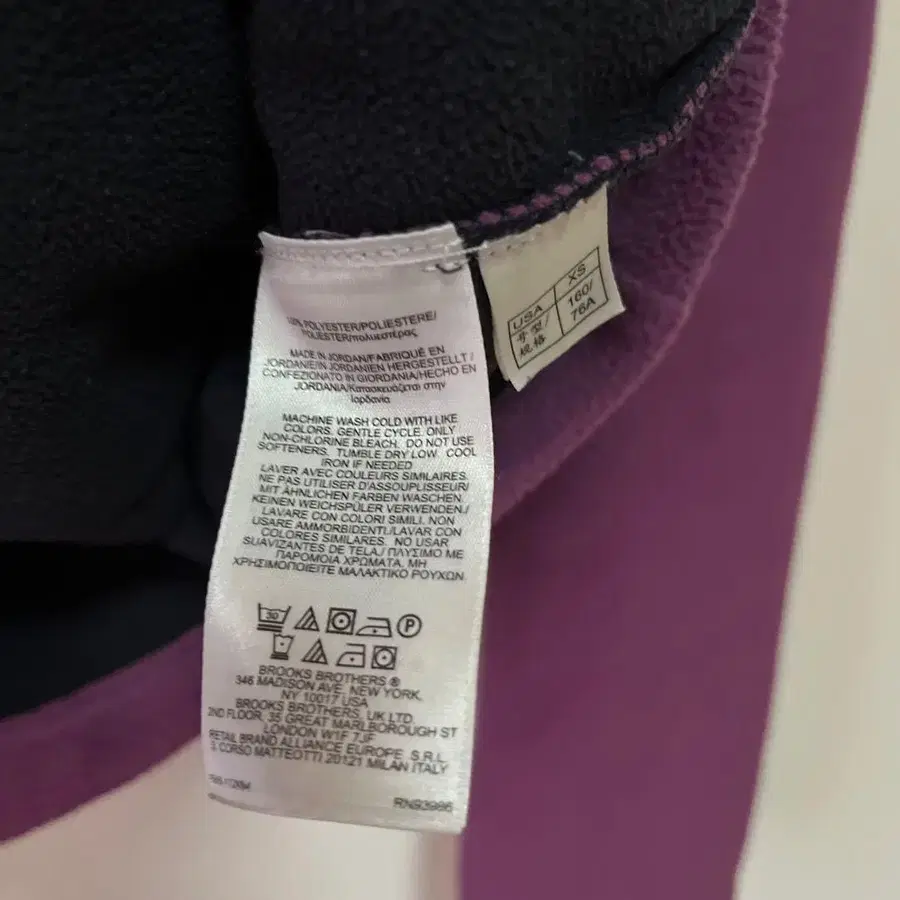 100% POLYESTER/POLIESTERE/
POLIÉSTER/πολυεστέρας
MADE IN JORDAN/FABRIQUÉ EN
JORDANIE/IN JORDANIEN HERGESTELLT /
CONFEZIONATO IN GIORDANIA/HECHO EN
JORDANIA/Κατασκευάζεται στην
Ιορδανία
MACHINE WASH COLD WITH LIKE
COLORS. GENTLE CYCLE. ONLY
NON-CHLORINE BLEACH. DO NOT USE
SOFTENERS. TUMBLE DRY LOW. COOL
IRON IF NEEDED
LAVER AVEC COULEURS SIMILAIRES.
NE PAS UTILISER D'ASSOUPLISSEUR/
MIT ÄHNLICHEN FARBEN WASCHEN.
KEINEN WEICHSPÜLER VERWENDEN/
LAVARE CON COLORI SIMILI. NON
USARE AMMORBIDENTI/LAVAR CON
COLORES SIMILARES. NO USAR
SUAVIZANTES DE TELA/ ΠΛΥΣΙΜΟ ΜΕ
ΠΑΡΟΜΟΙΑ ΧΡΩΜΑΤΑ. ΜΗ
ΧΡΗΣΙΜΟΠΟΙΕΙΤΕ ΜΑΛΑΚΤΙΚΟ ΡΟΥΧΩΝ.
30 P
BROOKS BROTHERS ®
346 MADISON AVE, NEW YORK,
NY 10017 USA
BROOKS BROTHERS, UK LTD
2ND FLOOR, 35 GREAT MARLBOROUGH ST
LONDON W1F 7JF
RETAIL BRAND ALLIANCE EUROPE S.R.L.
CORSO MATTEOTTI 20121 MILAN ITALY
RN93986
USA XS
号型/ 160/
规格 76A